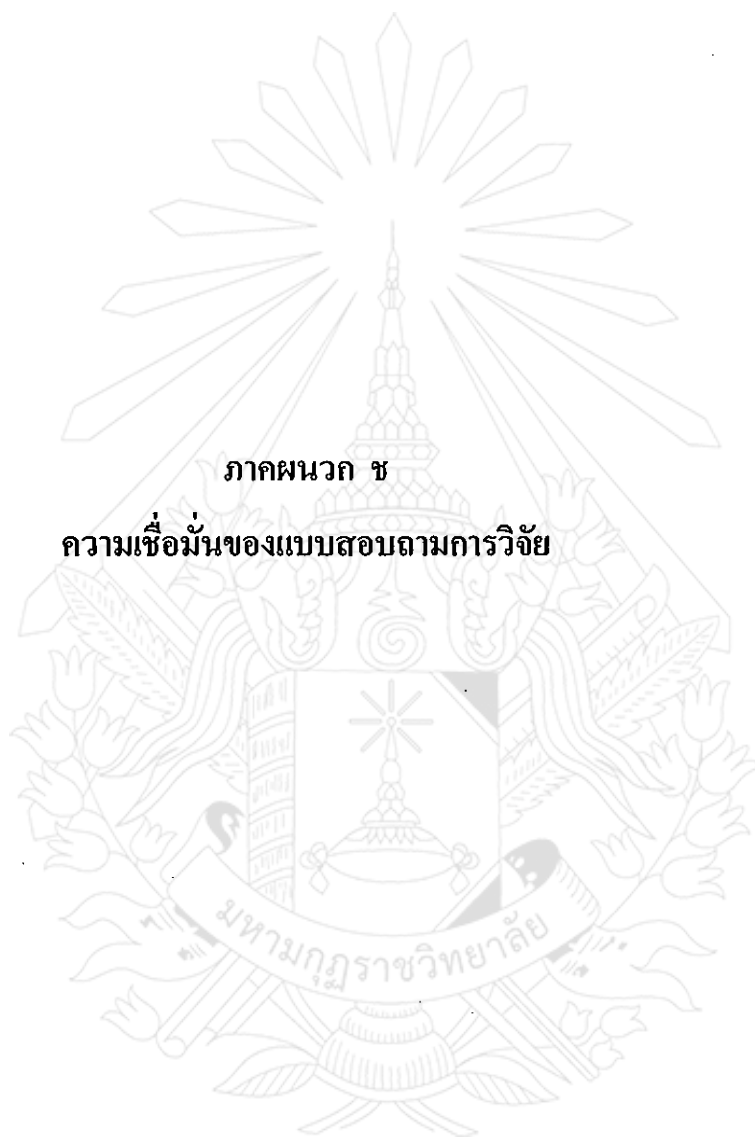 ภาคผนวก ช
ความเชื่อมั่นของแบบสอบถามการวิจัย
มหามกุฏราชวิทยาลัย